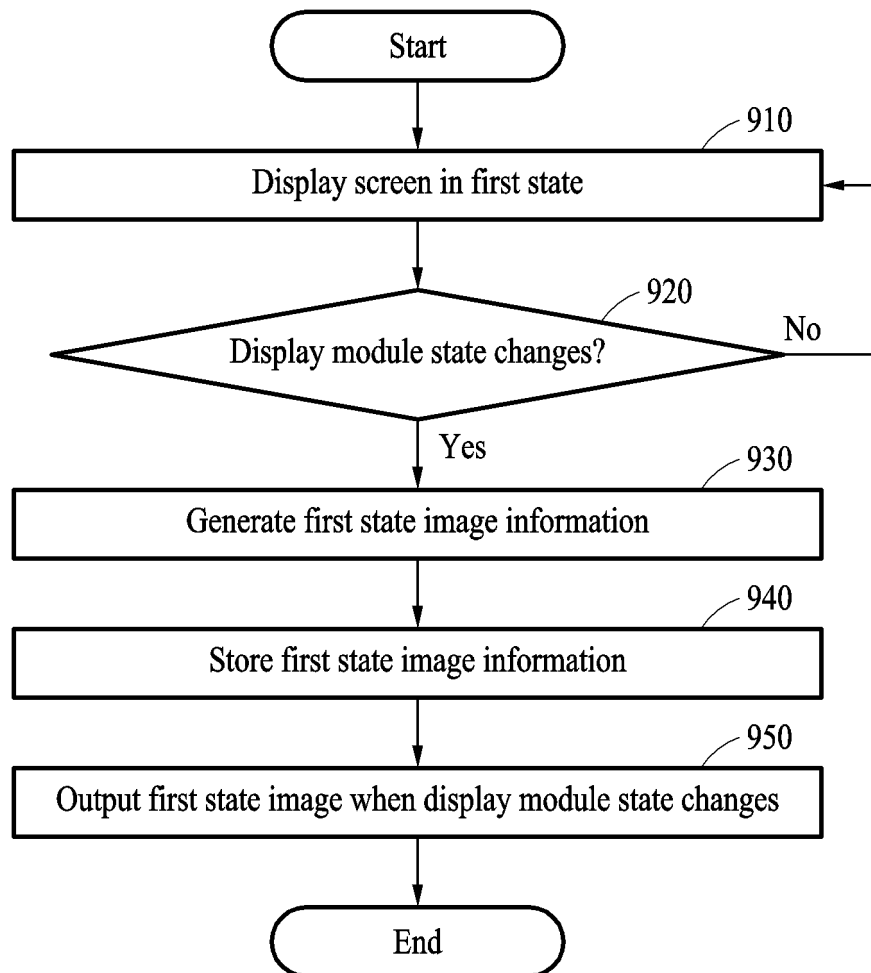 Start
910
Display screen in first state
920
Display module state changes?
No
Yes
930
Generate first state image information
940
Store first state image information
950
Output first state image when display module state changes
End